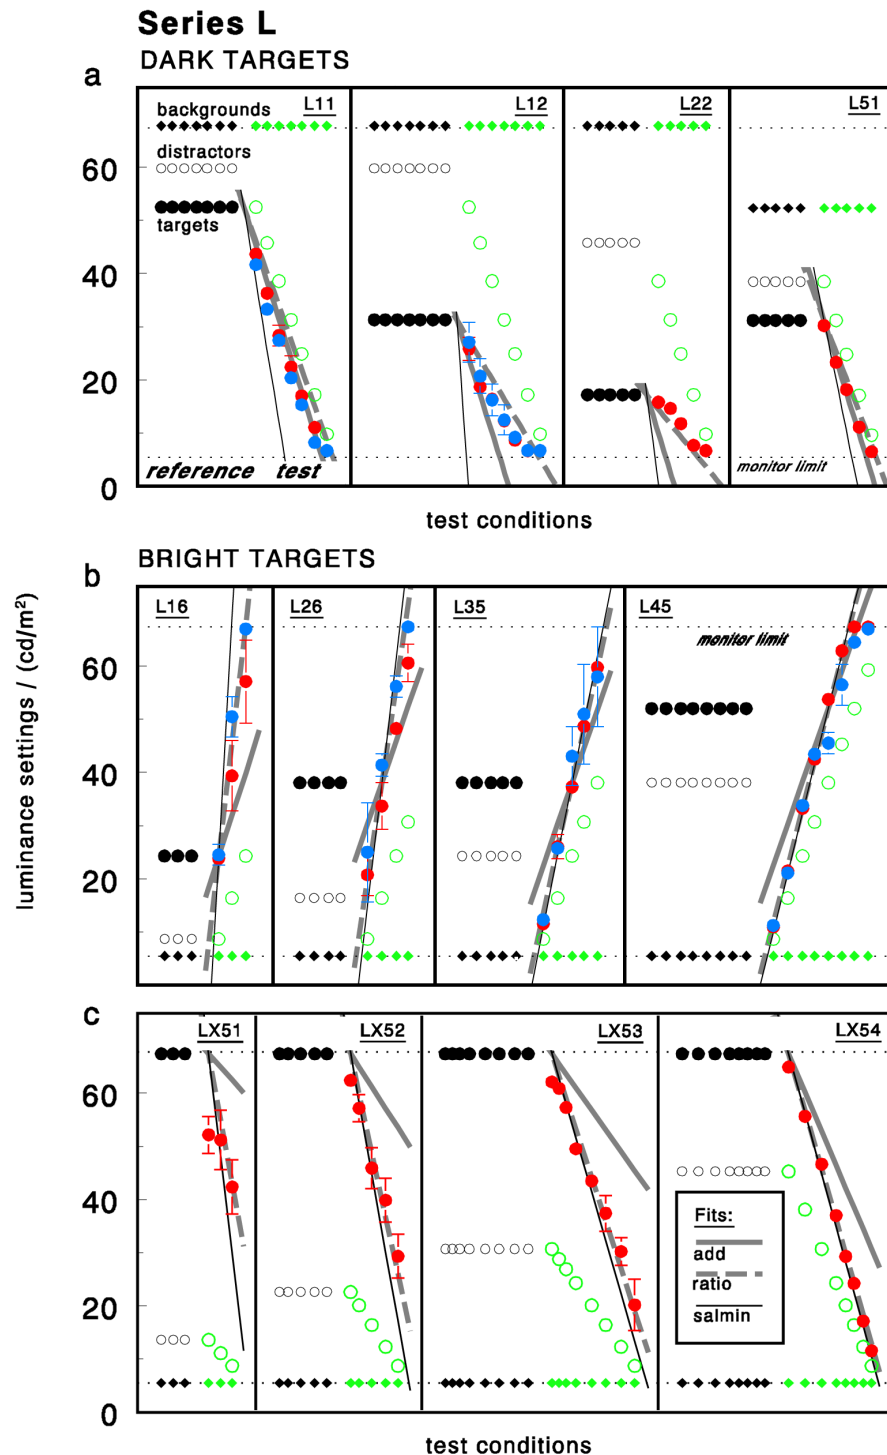 Series L
DARK TARGETS
a
backgrounds
L11
L12
L22
L51
distractors
60
targets
40
20
reference test
monitor limit
0
test conditions
BRIGHT TARGETS
b
luminance settings / (cd/m²)
L16
L26
L35
L45
monitor limit
60
40
20
c
LX51
LX52
LX53
LX54
60
40
Fits:
add
ratio
20
salmin
0
test conditions